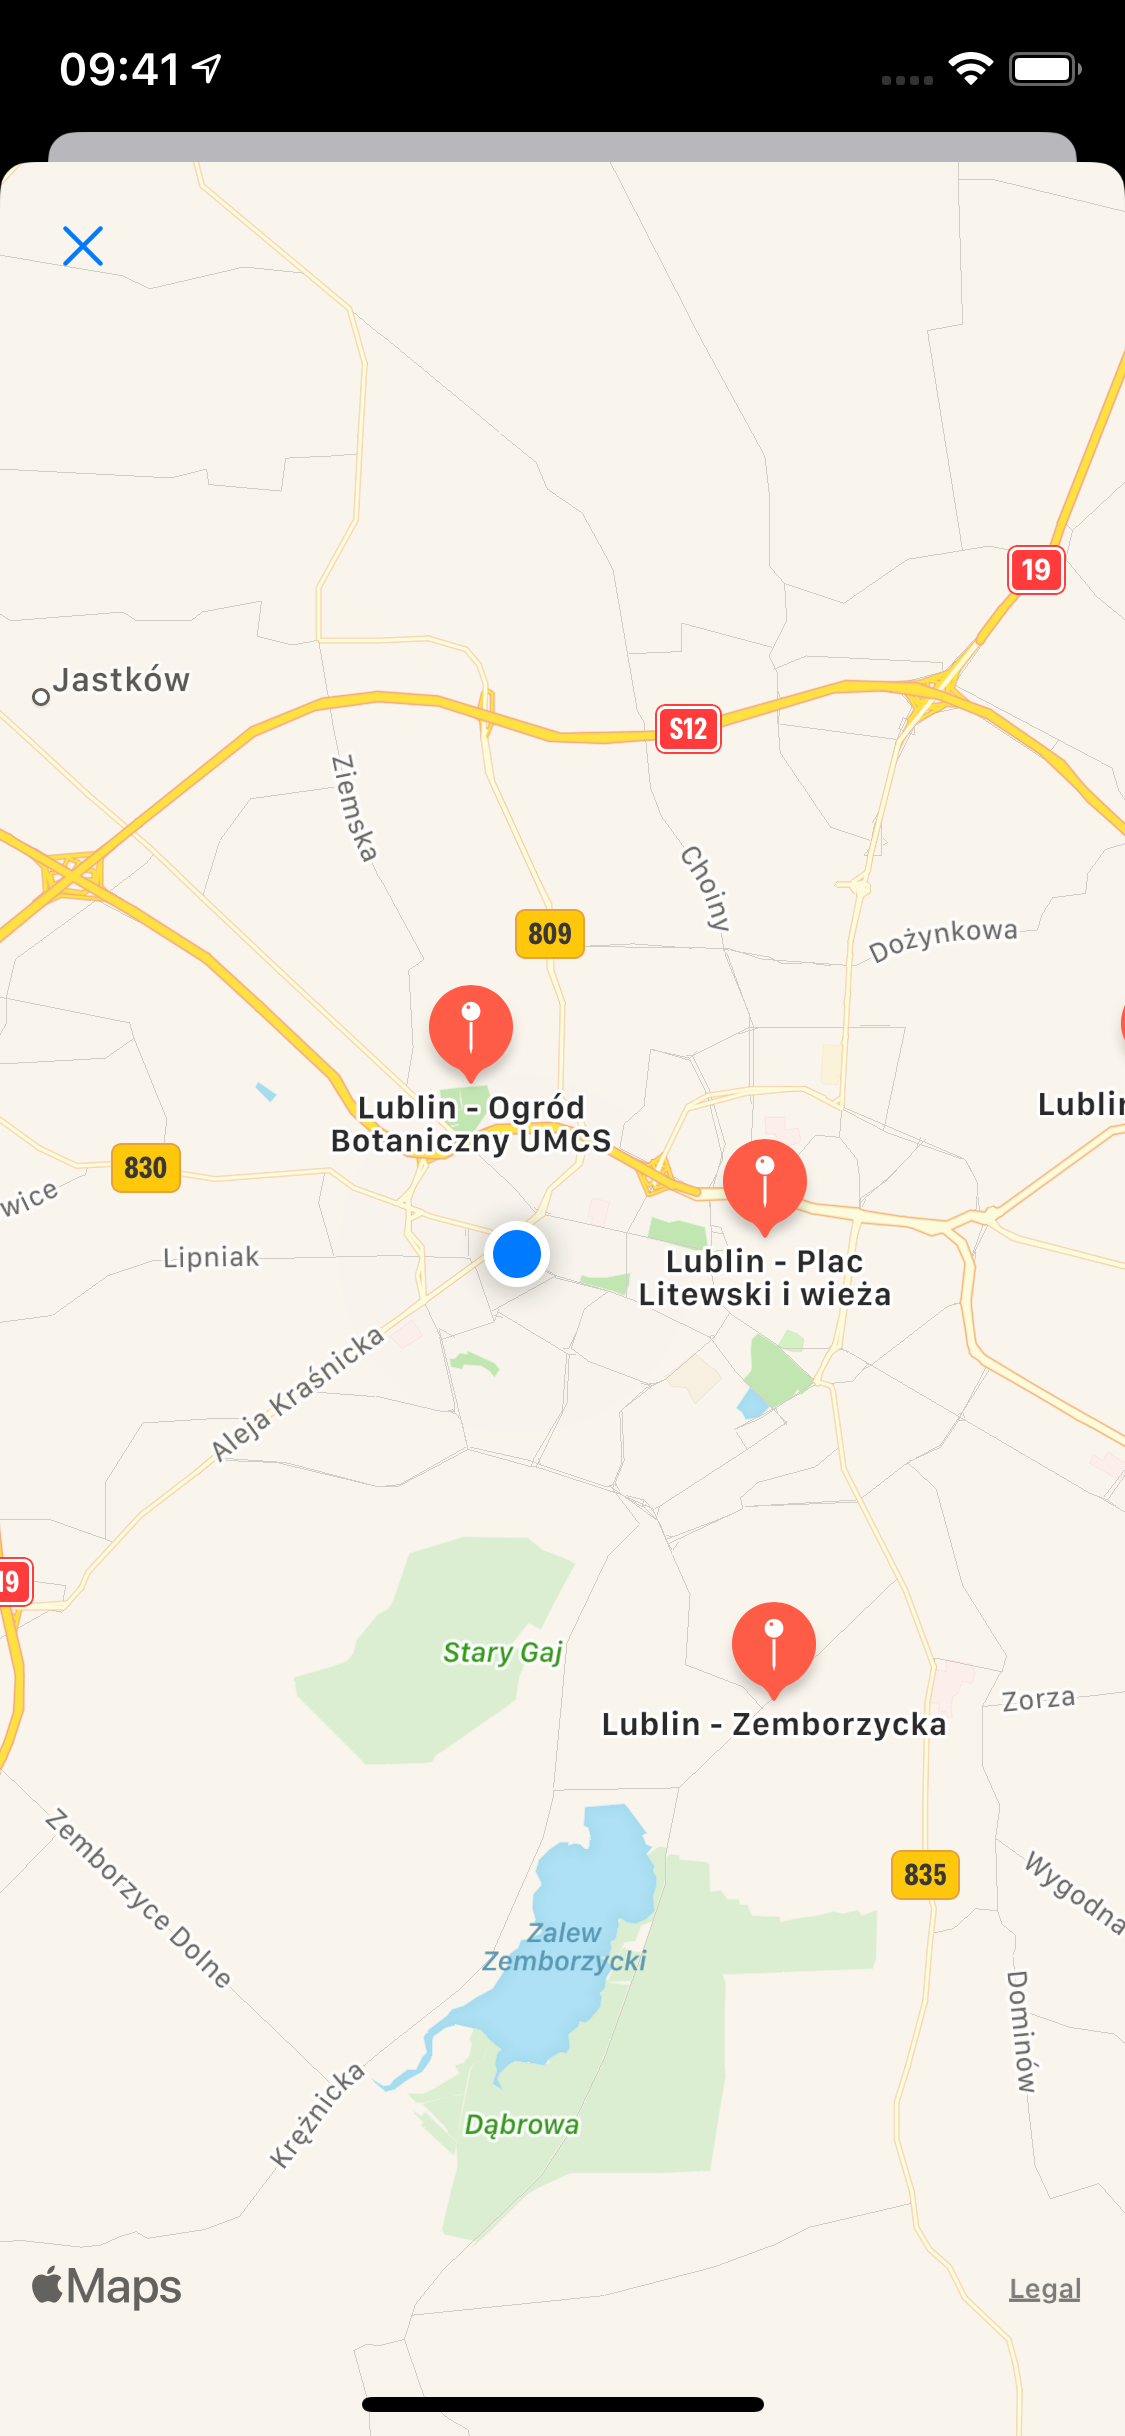 09:41
19
Jastków
S12
Ziemska
Choiny
809
Dożynkowa
Lublin - Ogród
Botaniczny UMCS
830
Lipniak
Lublin - Plac
Litewski i wieża
Aleja Kraśnicka
19
Stary Gaj
Lublin - Zemborzycka
Zorza
Zemborzyce Dolne
835
Wygodna
Zalew
Zemborzycki
Dominów
Krężnicka
Dąbrowa
Maps
Legal